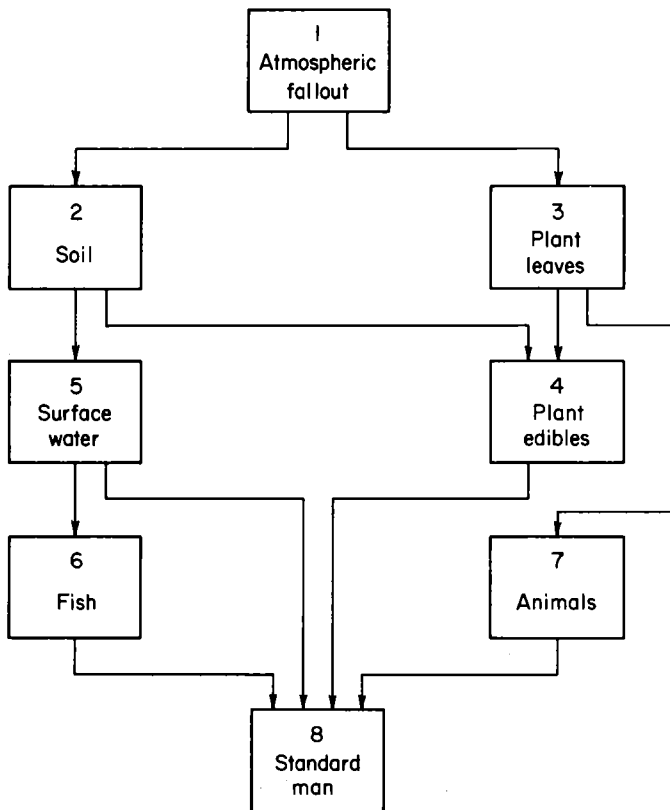 1
Atmospheric
fallout
2
Soil
3
Plant
leaves
5
Surface
water
4
Plant
edibles
6
Fish
7
Animals
8
Standard
man